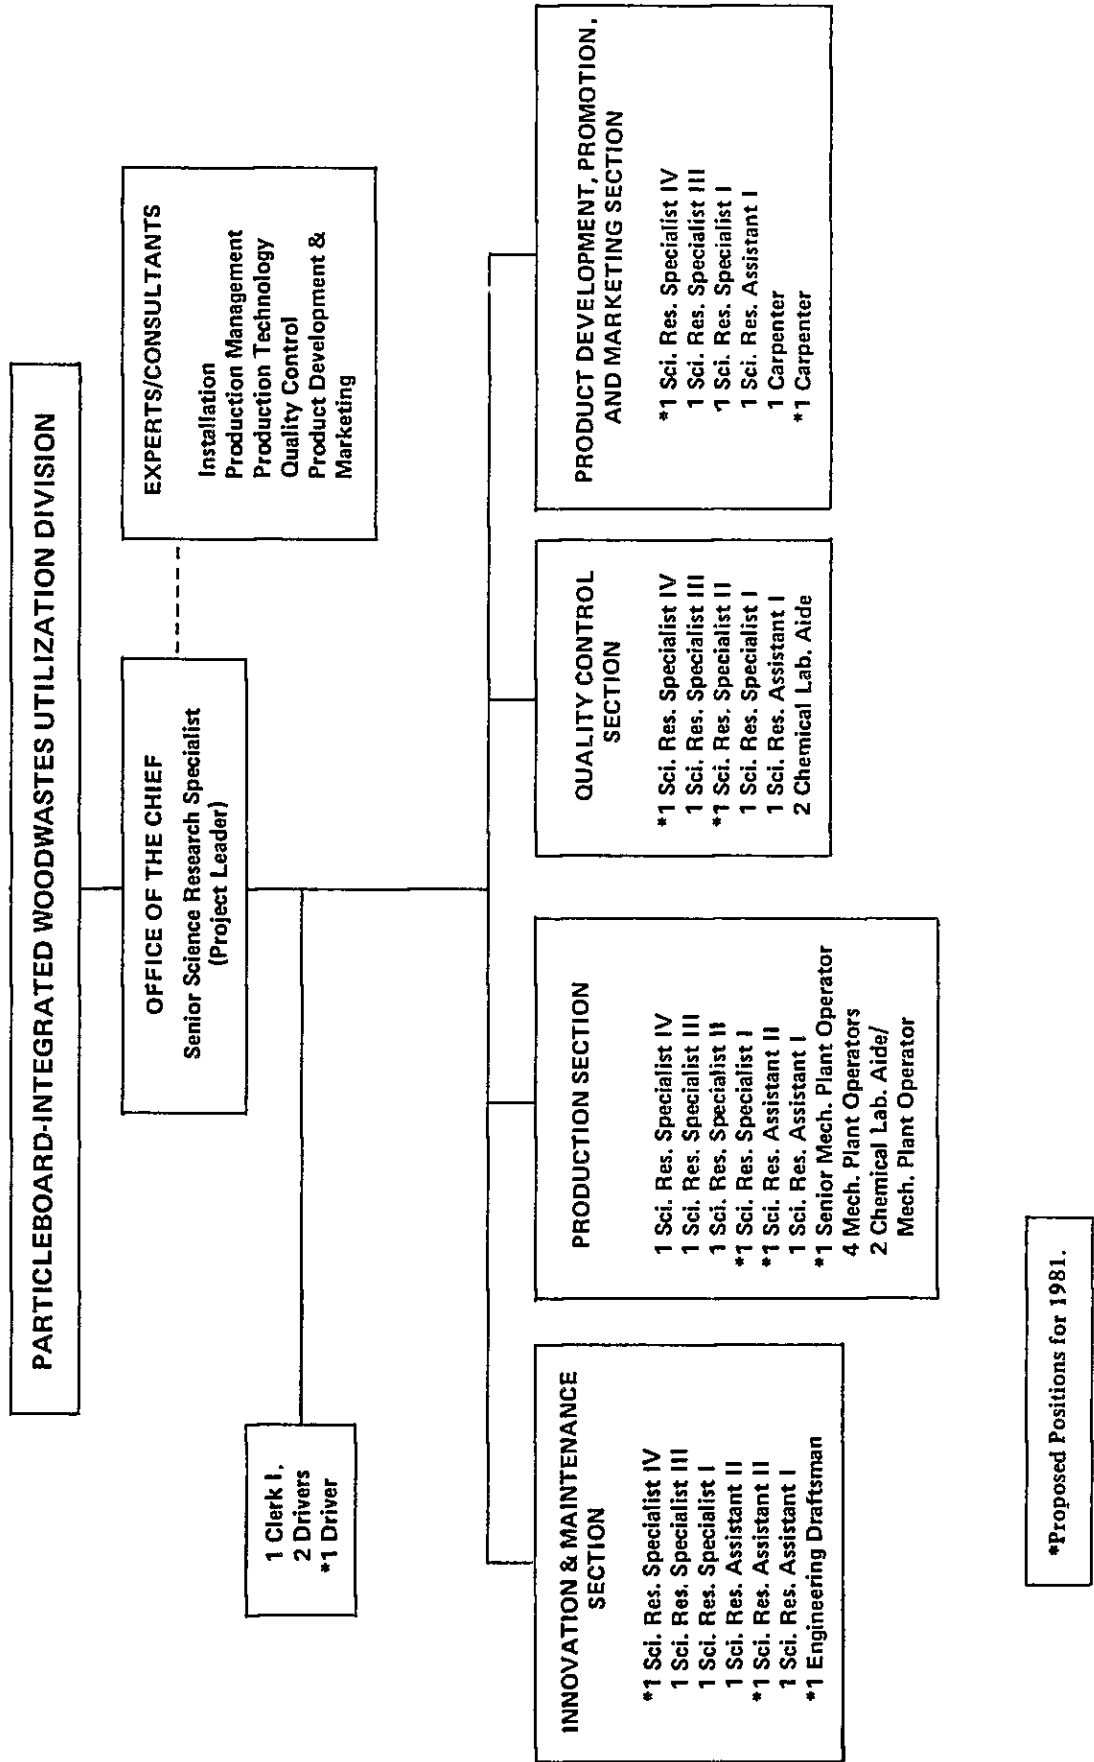 PARTICLEBOARD-INTEGRATED WOODWASTES UTILIZATION DIVISION
OFFICE OF THE CHIEF
Senior Science Research Specialist
(Project Leader)
EXPERTS/CONSULTANTS
Installation
Production Management
Production Technology
Quality Control
Product Development &
Marketing
1 Clerk I,
2 Drivers
*1 Driver
INNOVATION & MAINTENANCE
SECTION
*1 Sci. Res. Specialist IV
1 Sci. Res. Specialist III
1 Sci. Res. Specialist I
1 Sci. Res. Assistant II
*1 Sci. Res. Assistant II
1 Sci. Res. Assistant I
*1 Engineering Draftsman
PRODUCTION SECTION
1 Sci. Res. Specialist IV
1 Sci. Res. Specialist III
1 Sci. Res. Specialist II
*1 Sci. Res. Specialist I
*1 Sci. Res. Assistant II
1 Sci. Res. Assistant I
*1 Senior Mech. Plant Operator
4 Mech. Plant Operators
2 Chemical Lab. Aide/
Mech. Plant Operator
QUALITY CONTROL
SECTION
*1 Sci. Res. Specialist IV
1 Sci. Res. Specialist III
*1 Sci. Res. Specialist II
1 Sci. Res. Specialist I
1 Sci. Res. Assistant I
2 Chemical Lab. Aide
PRODUCT DEVELOPMENT, PROMOTION,
AND MARKETING SECTION
*1 Sci. Res. Specialist IV
1 Sci. Res. Specialist III
1 Sci. Res. Specialist I
1 Sci. Res. Assistant I
1 Carpenter
*1 Carpenter
*Proposed Positions for 1981.